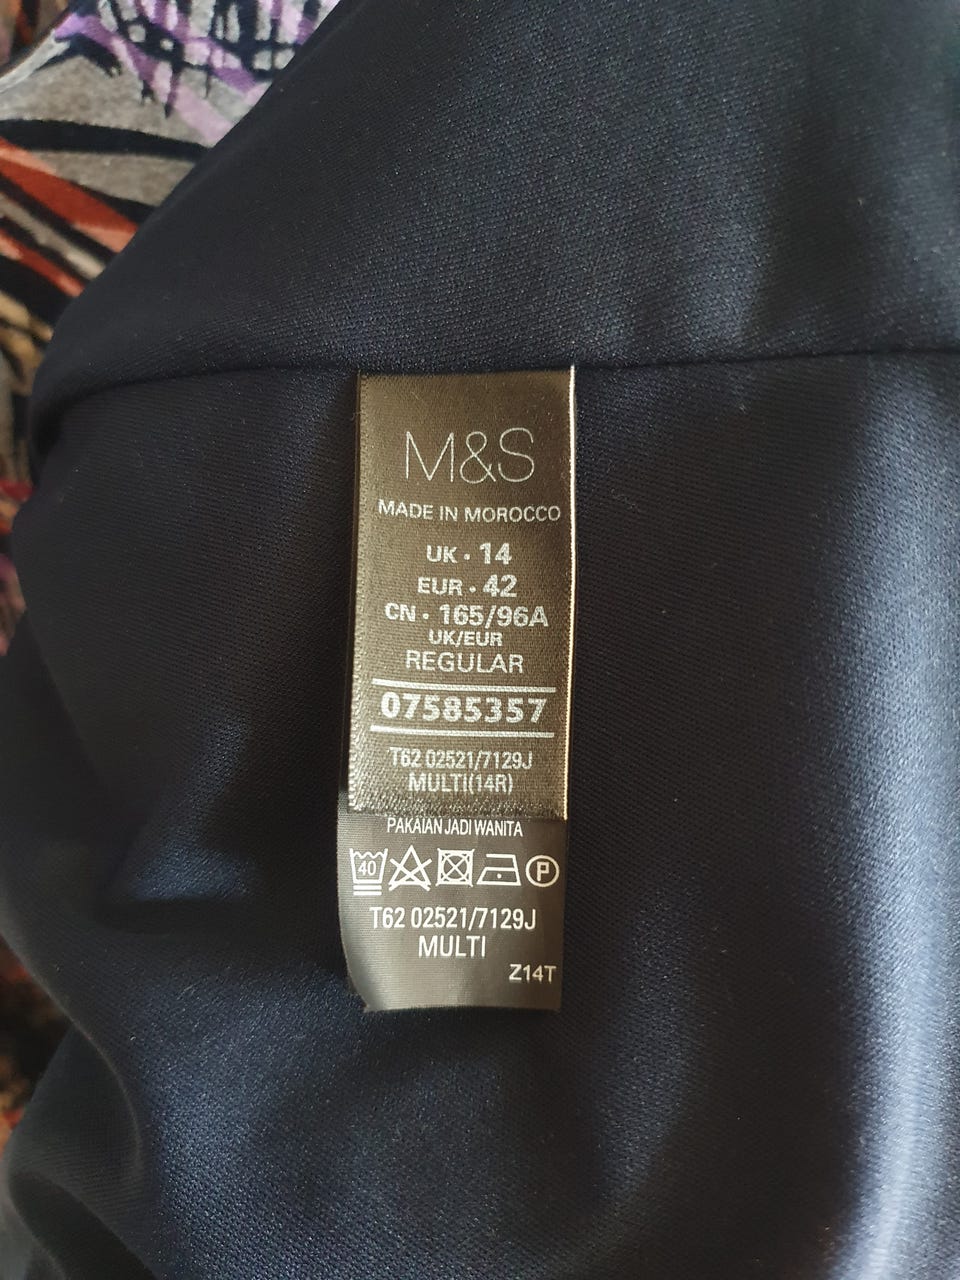 M&S
MADE IN MOROCCO
UK · 14
EUR · 42
CN · 165/96A
UK/EUR
REGULAR
07585357
T62 02521/7129J
MULTI(14R)
PAKAIAN JADI WANITA
40 P
T62 02521/7129J
MULTI
Z14T